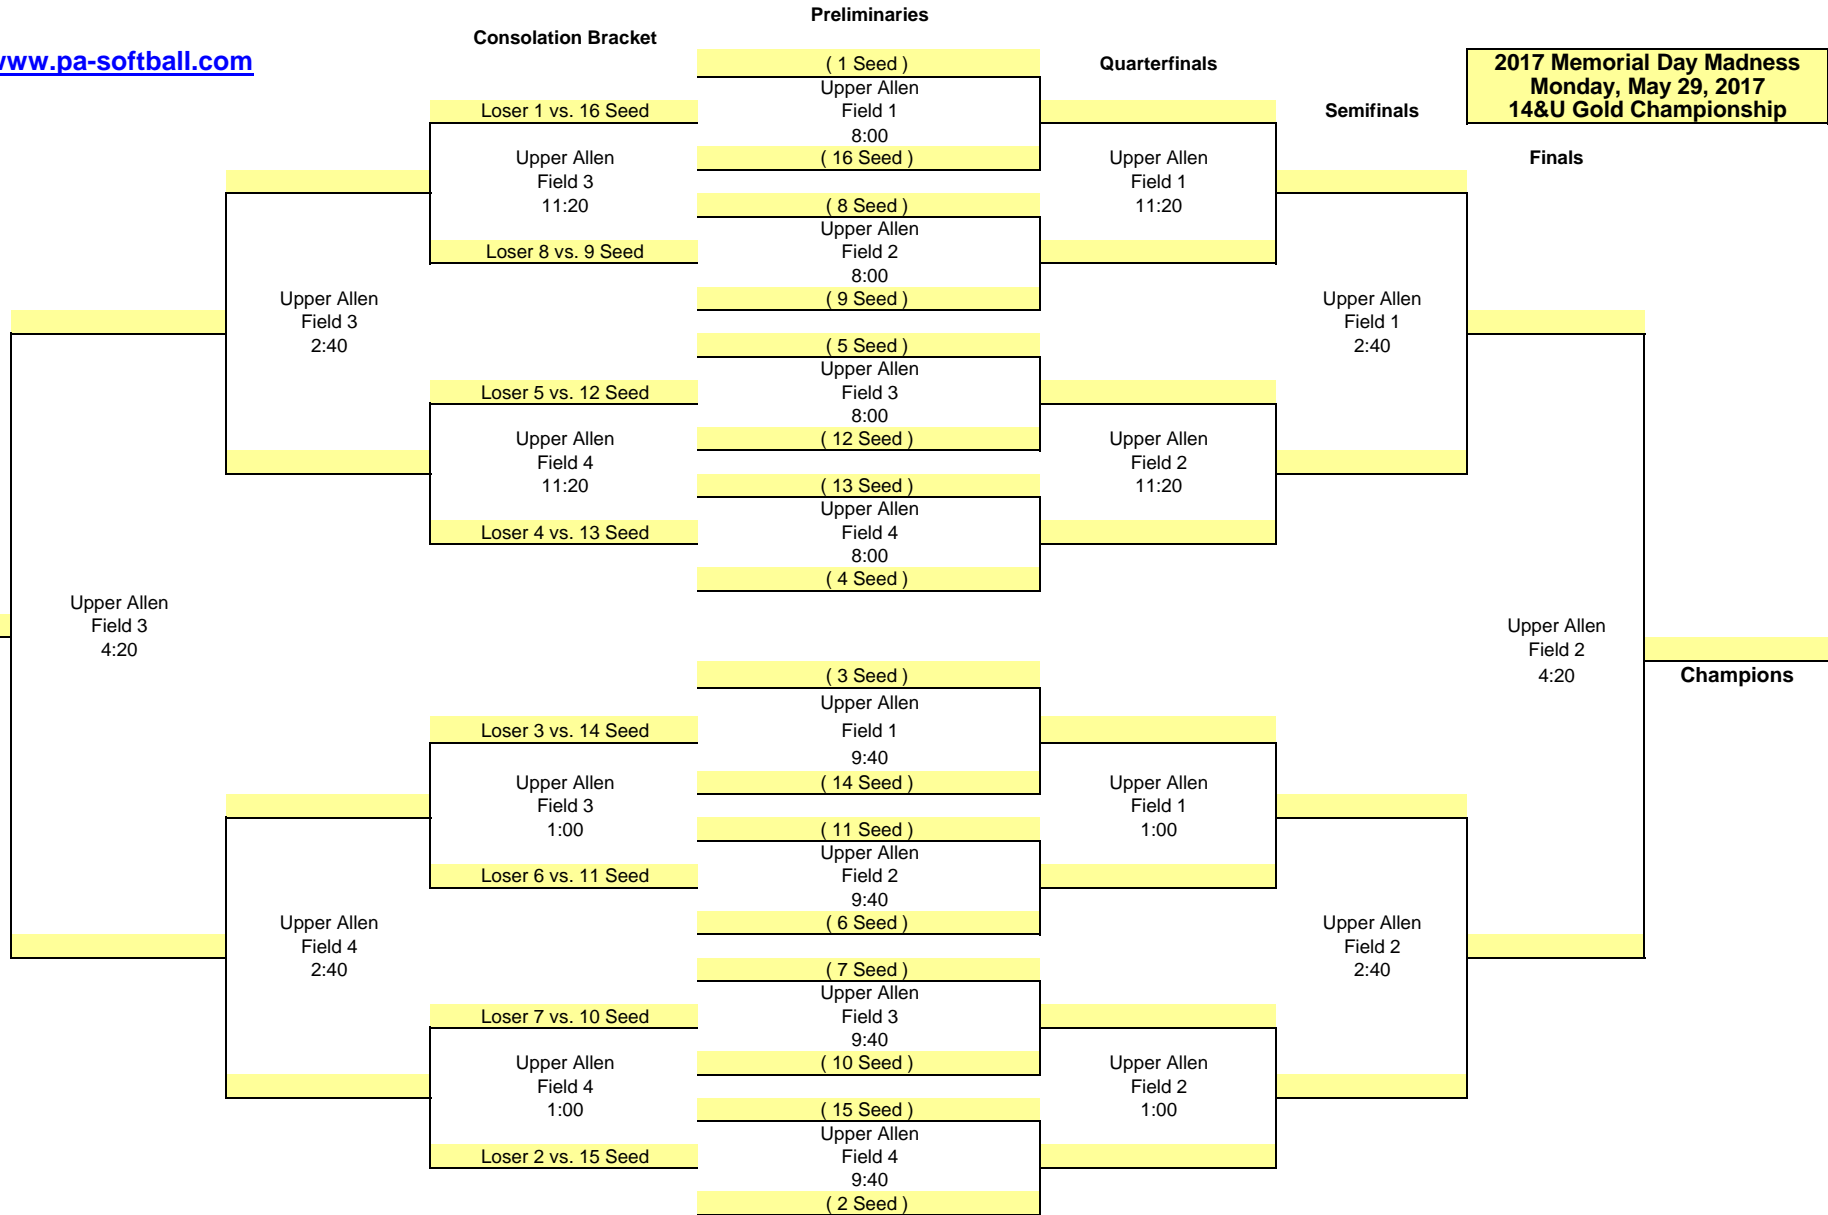 Preliminaries
Consolation Bracket
www.pa-softball.com
( 1 Seed )
Quarterfinals
2017 Memorial Day Madness
Monday, May 29, 2017
14&U Gold Championship
Upper Allen
Field 1
8:00
Loser 1 vs. 16 Seed
Semifinals
( 16 Seed )
Upper Allen
Field 3
11:20
Upper Allen
Field 1
11:20
Finals
( 8 Seed )
Upper Allen
Field 2
8:00
Loser 8 vs. 9 Seed
( 9 Seed )
Upper Allen
Field 3
2:40
Upper Allen
Field 1
2:40
( 5 Seed )
Upper Allen
Field 3
8:00
Loser 5 vs. 12 Seed
( 12 Seed )
Upper Allen
Field 4
11:20
Upper Allen
Field 2
11:20
( 13 Seed )
Upper Allen
Field 4
8:00
Loser 4 vs. 13 Seed
( 4 Seed )
Upper Allen
Field 3
4:20
Upper Allen
Field 2
4:20
Champions
( 3 Seed )
Upper Allen
Field 1
9:40
Loser 3 vs. 14 Seed
( 14 Seed )
Upper Allen
Field 3
1:00
Upper Allen
Field 1
1:00
( 11 Seed )
Upper Allen
Field 2
9:40
Loser 6 vs. 11 Seed
( 6 Seed )
Upper Allen
Field 4
2:40
Upper Allen
Field 2
2:40
( 7 Seed )
Upper Allen
Field 3
9:40
Loser 7 vs. 10 Seed
( 10 Seed )
Upper Allen
Field 4
1:00
Upper Allen
Field 2
1:00
( 15 Seed )
Upper Allen
Field 4
9:40
Loser 2 vs. 15 Seed
( 2 Seed )